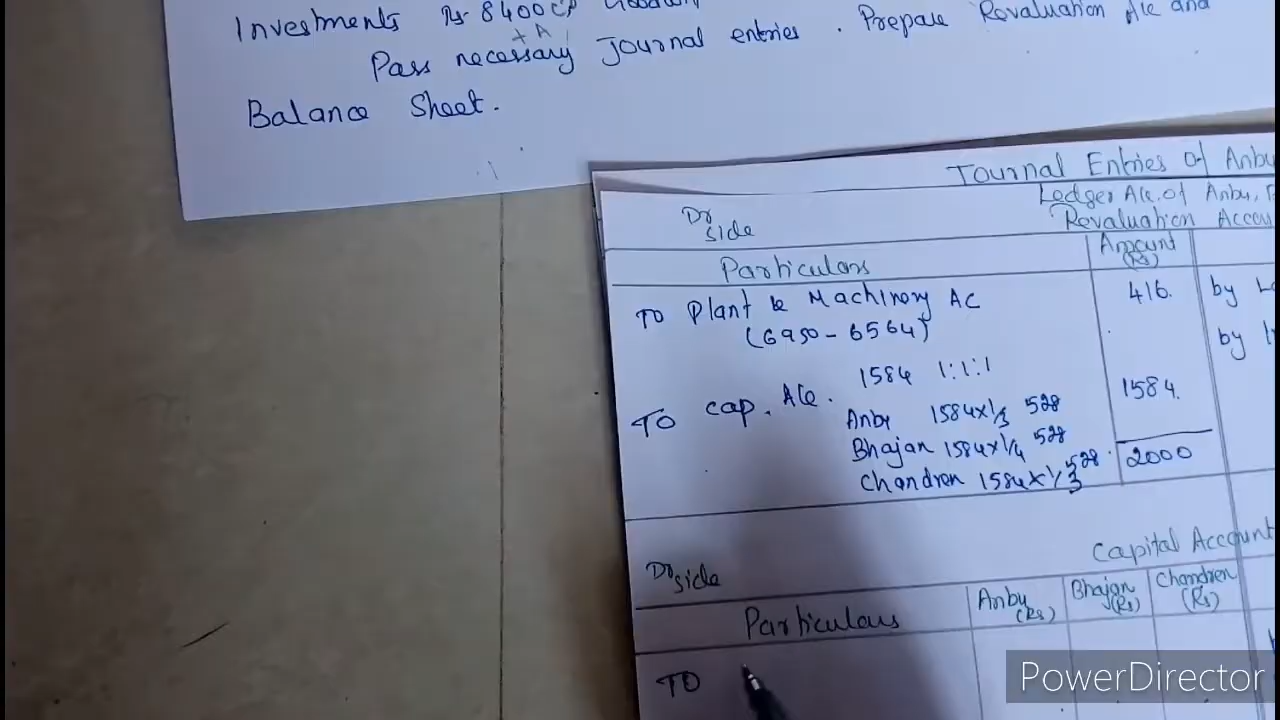 Investments Rs 8400
+ A
Pass necessary Journal entries. Prepare Revaluation A/c and
Balance Sheet.
Journal Entries Of Anbu
Ledger A/c. of Anbu,
Revaluation Accou
Dr side
Particulars Amount (Rs)
TO Plant & Machinery AC 416. by
(6950-6564) by
TO cap. A/c. 1584 1:1:1 1584.
Anbu 1584x1/3 528
Bhajan 1584x1/4 528
Chandren 1584x1/3 528. 2000
Capital Account
Dr side
Particulars Anbu (Rs) Bhajan (Rs) Chandren (Rs)
TO
PowerDirector